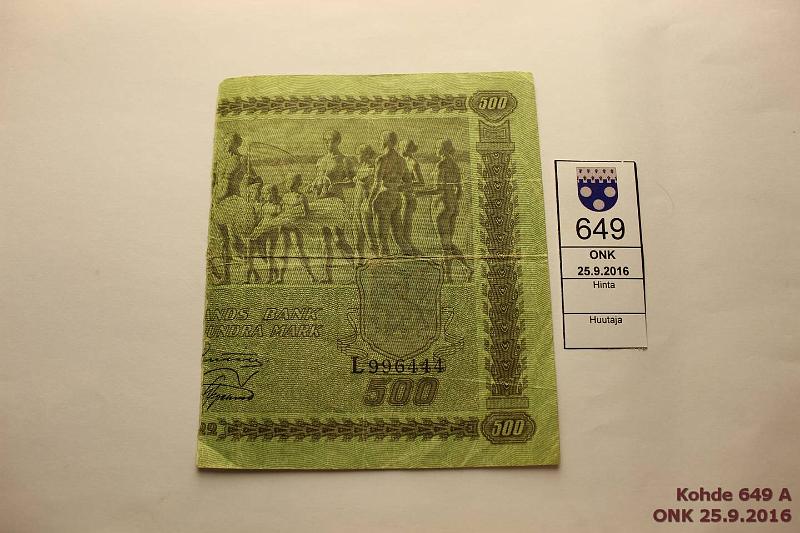 500
649
ONK
25.9.2016
Hinta
Huutaja
ANDS BANK
UNDRA MARK
L996444
500
22
500
Kohde 649 A
ONK 25.9.2016